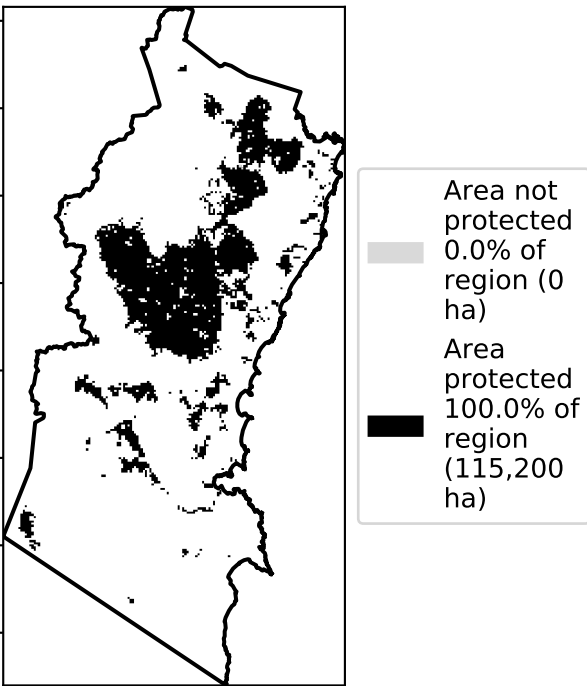 Area not
protected
0.0% of
region (0
ha)
Area
protected
100.0% of
region
(115,200
ha)